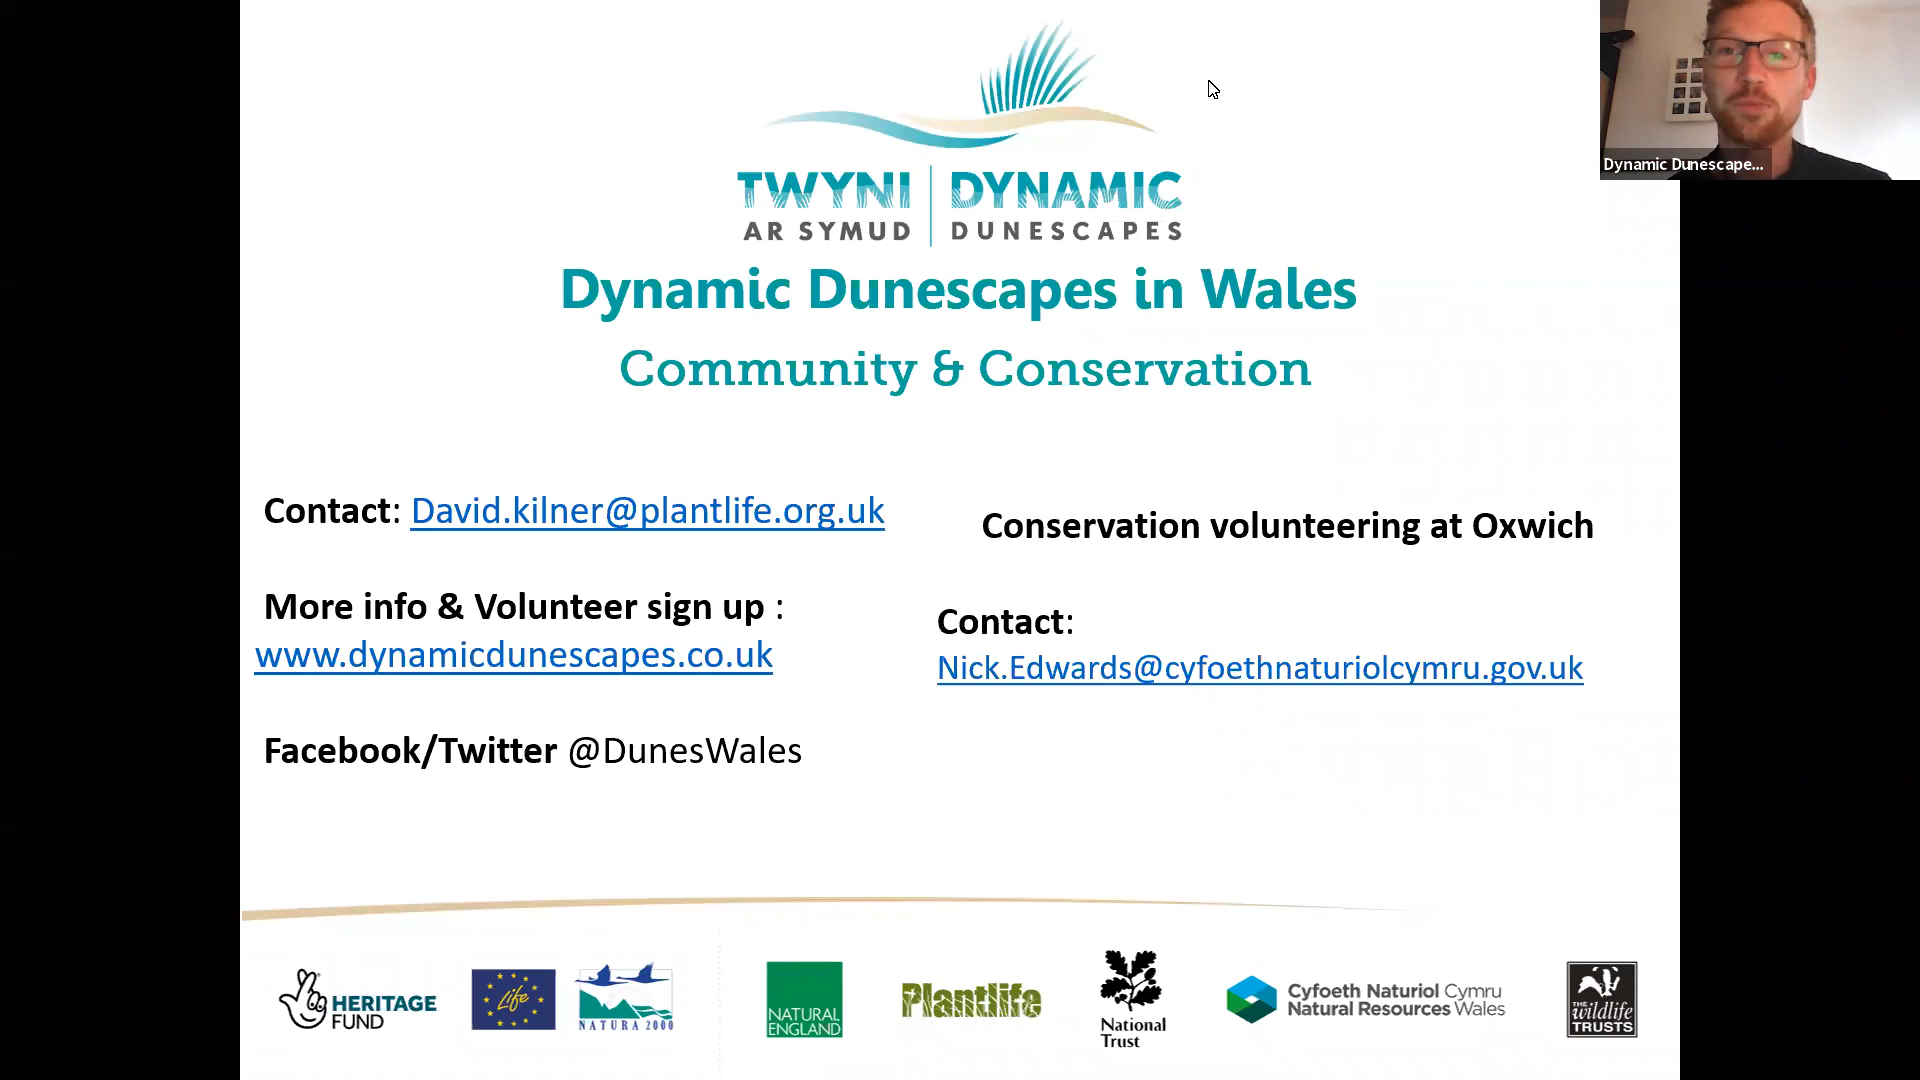 TWYNI
AR SYMUD
DYNAMIC
DUNESCAPES
Dynamic Dunescape...
Dynamic Dunescapes in Wales
Community & Conservation
Contact: David.kilner@plantlife.org.uk
More info & Volunteer sign up :
www.dynamicdunescapes.co.uk
Facebook/Twitter @DunesWales
Conservation volunteering at Oxwich
Contact:
Nick.Edwards@cyfoethnaturiolcymru.gov.uk
HERITAGE
FUND
Life
NATURA 2000
NATURAL
ENGLAND
Plantlife
National
Trust
Cyfoeth Naturiol Cymru
Natural Resources Wales
THE
wildlife
TRUSTS